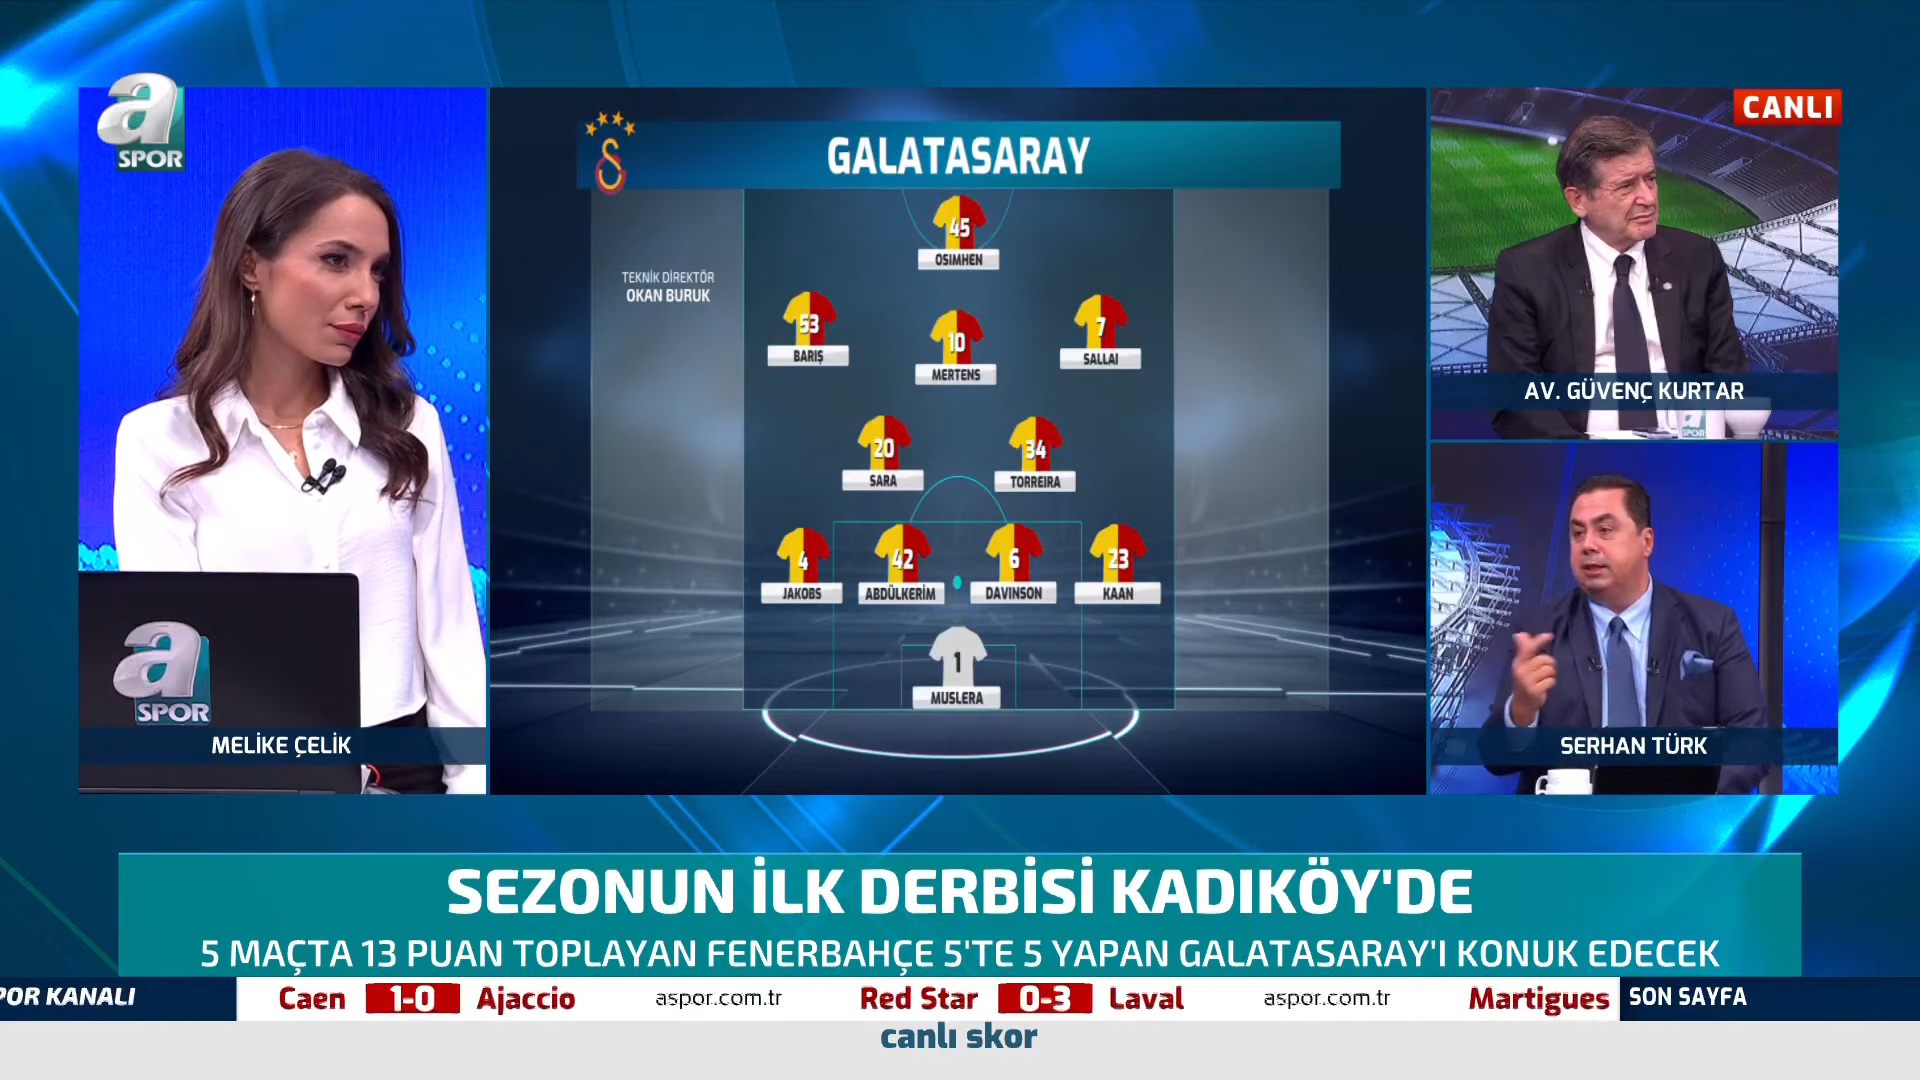 a
SPOR
CANLI
GALATASARAY
TEKNİK DİREKTÖR
OKAN BURUK
45
OSIMHEN
53
BARIŞ
10
MERTENS
7
SALLAI
20
SARA
34
TORREIRA
4
JAKOBS
42
ABDÜLKERİM
6
DAVINSON
23
KAAN
1
MUSLERA
a
SPOR
MELİKE ÇELİK
AV. GÜVENÇ KURTAR
SPOR
SERHAN TÜRK
SEZONUN İLK DERBİSİ KADIKÖY'DE
5 MAÇTA 13 PUAN TOPLAYAN FENERBAHÇE 5'TE 5 YAPAN GALATASARAY'I KONUK EDECEK
POR KANALI Caen 1-0 Ajaccio aspor.com.tr Red Star 0-3 Laval aspor.com.tr Martigues SON SAYFA
canlı skor